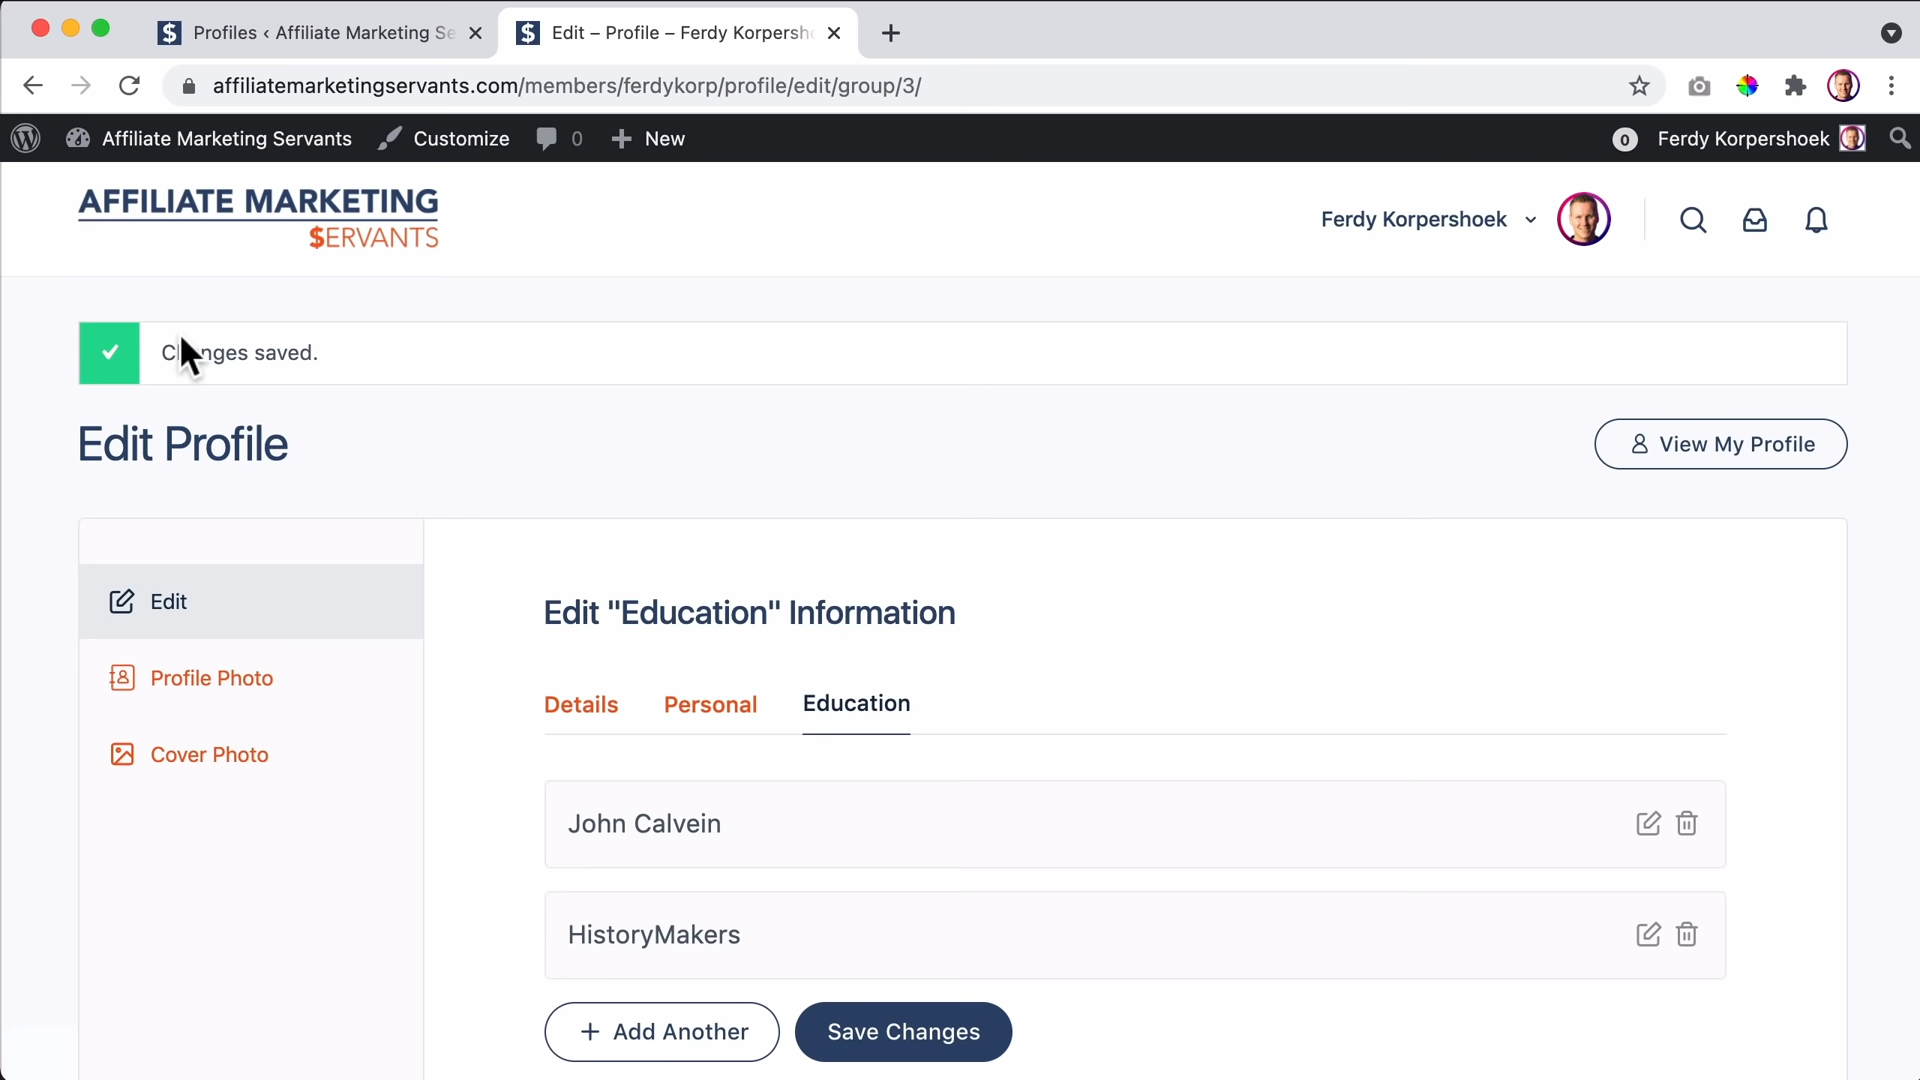 Profiles ‹ Affiliate Marketing Se
Edit – Profile – Ferdy Korpersh
affiliatemarketingservants.com/members/ferdykorp/profile/edit/group/3/
Affiliate Marketing Servants
Customize
0
New
0
Ferdy Korpershoek
AFFILIATE MARKETING
$ERVANTS
Ferdy Korpershoek
Changes saved.
Edit Profile
View My Profile
Edit
Profile Photo
Cover Photo
Edit "Education" Information
Details Personal Education
John Calvein
HistoryMakers
+ Add Another
Save Changes